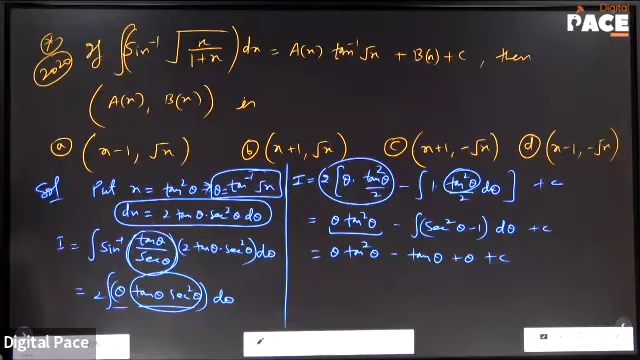 Digital
PACE
* 2020 If ∫(Sin⁻¹ √(x/(1+x))) dx = A(x) tan⁻¹√x + B(x) + c, then
(A(x), B(x)) is
ⓐ (x-1, √x) ⓑ (x+1, √x) ⓒ (x+1, -√x) ⓓ (x-1, -√x)
Sol Put x = tan²θ → θ = tan⁻¹√x
dx = 2 tanθ · sec²θ dθ
I = ∫ Sin⁻¹ (tanθ/secθ) (2 tanθ · sec²θ) dθ
= 2 ∫ θ (tanθ sec²θ) dθ
I = 2 [θ · tan²θ/2 - ∫ 1 · tan²θ/2 dθ] + c
= θ tan²θ - ∫(sec²θ - 1) dθ + c
= θ tan²θ - tanθ + θ + c
Digital Pace